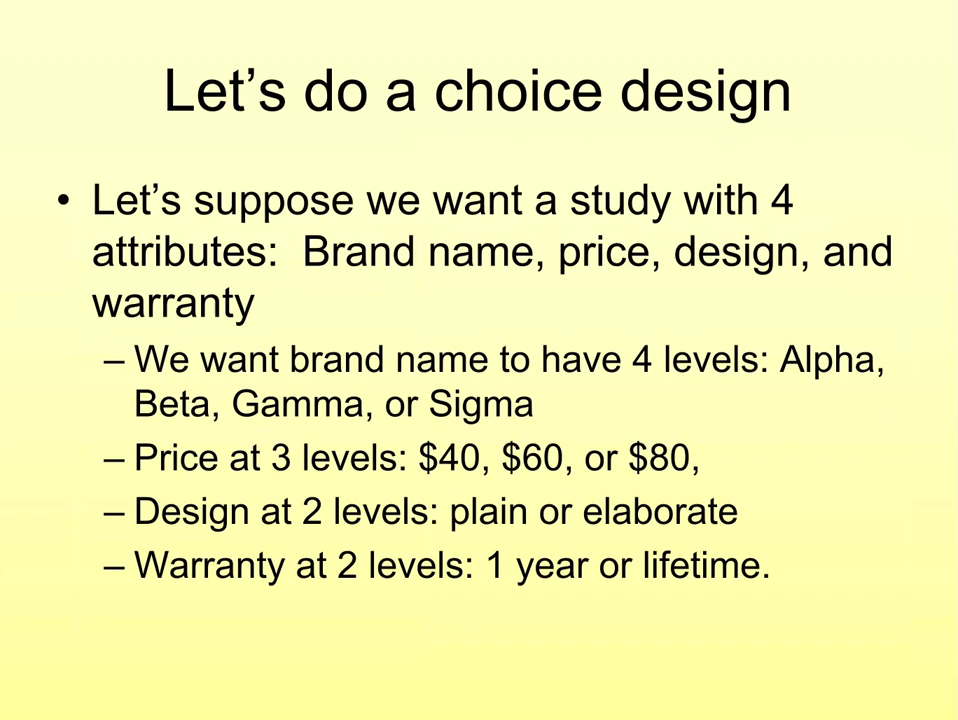 Let’s do a choice design
• Let’s suppose we want a study with 4
attributes:  Brand name, price, design, and
warranty
– We want brand name to have 4 levels: Alpha,
Beta, Gamma, or Sigma
– Price at 3 levels: $40, $60, or $80,
– Design at 2 levels: plain or elaborate
– Warranty at 2 levels: 1 year or lifetime.